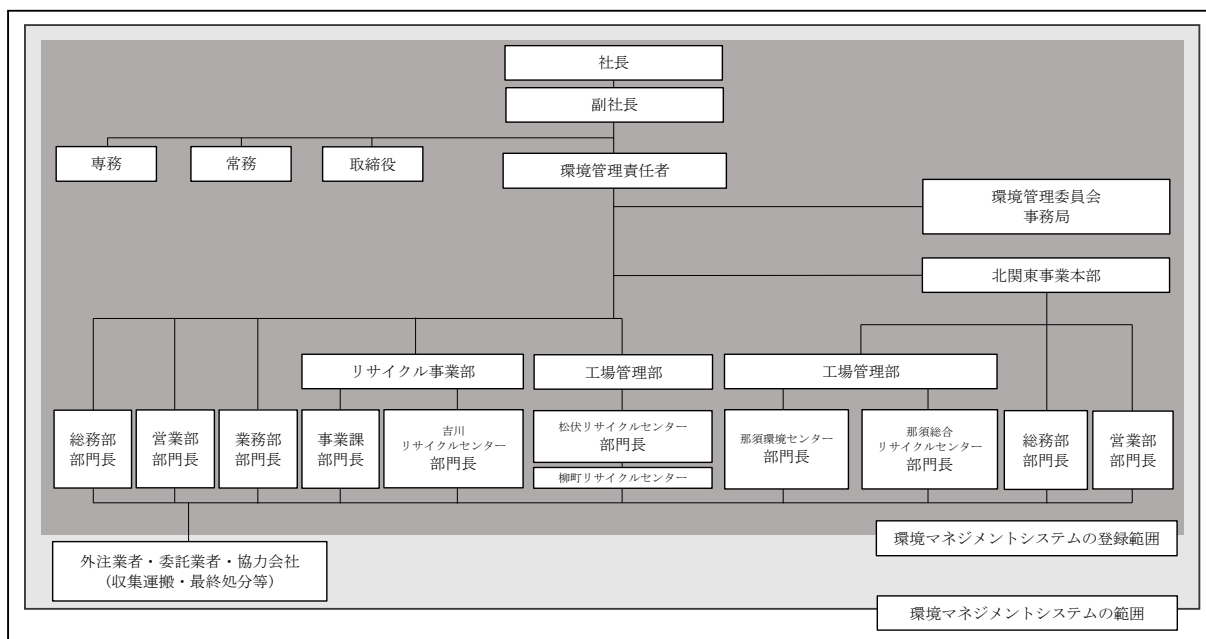 社長
副社長
専務
常務
取締役
環境管理責任者
環境管理委員会
事務局
北関東事業本部
リサイクル事業部
工場管理部
工場管理部
総務部
部門長
営業部
部門長
業務部
部門長
事業課
部門長
吉川
リサイクルセンター
部門長
松伏リサイクルセンター
部門長
柳町リサイクルセンター
那須環境センター
部門長
那須総合
リサイクルセンター
部門長
総務部
部門長
営業部
部門長
環境マネジメントシステムの登録範囲
外注業者・委託業者・協力会社
(収集運搬・最終処分等)
環境マネジメントシステムの範囲